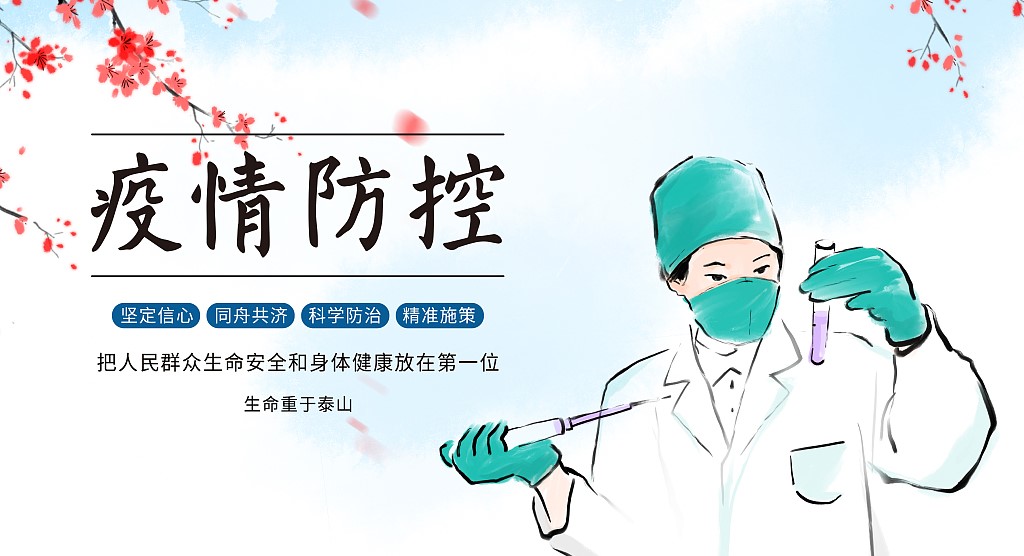 疫情防控
坚定信心 同舟共济 科学防治 精准施策
把人民群众生命安全和身体健康放在第一位
生命重于泰山